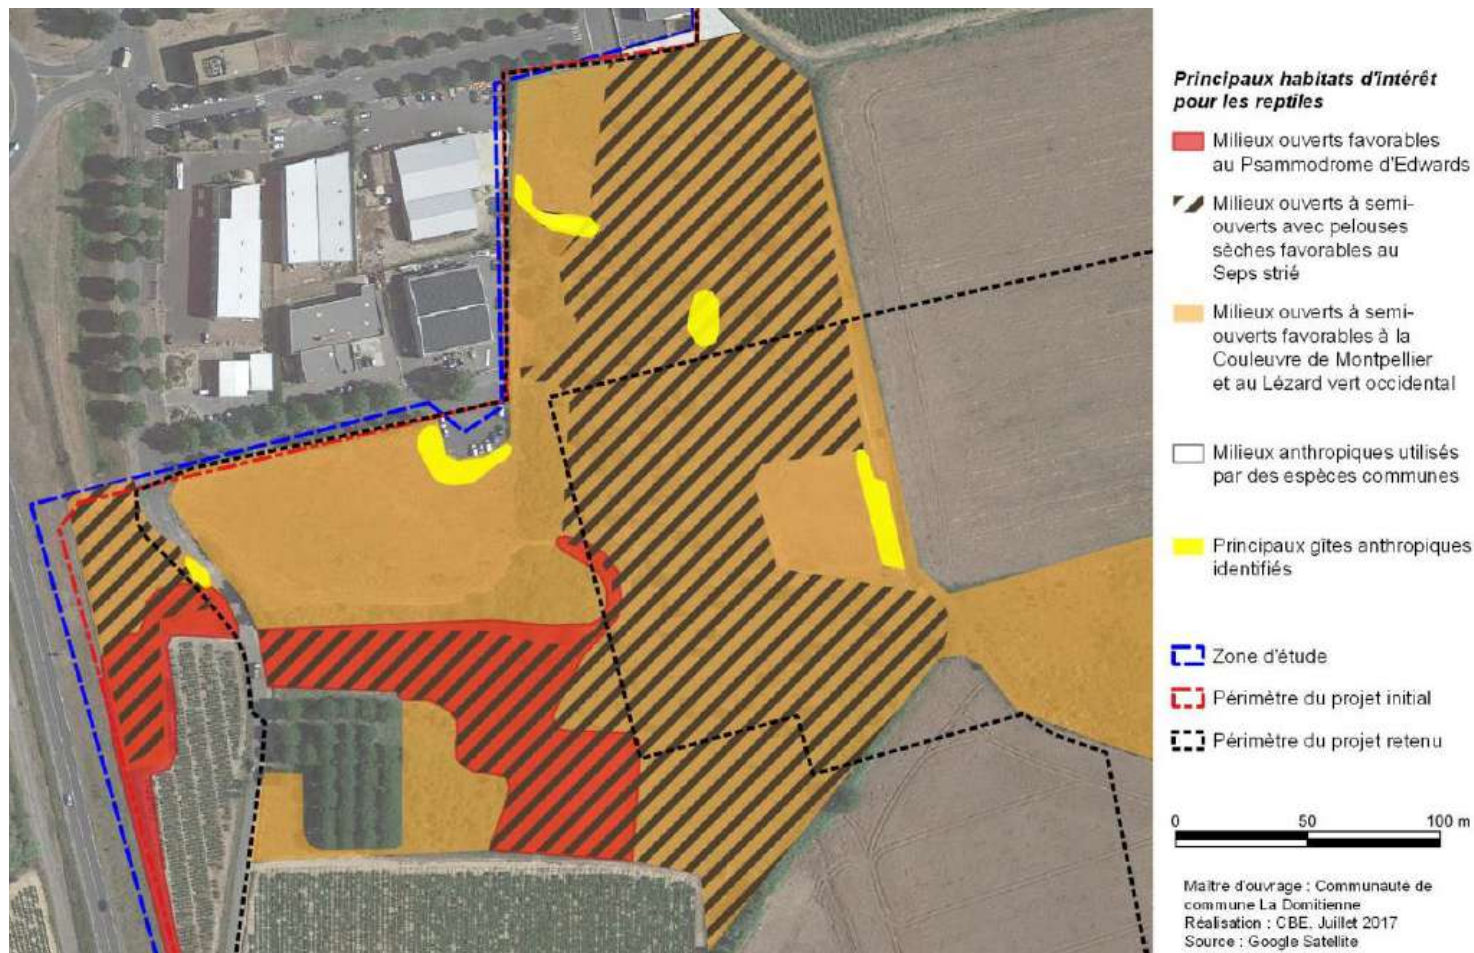 Principaux habitats d'intérêt
pour les reptiles
Milieux ouverts favorables
au Psammodrome d'Edwards
Milieux ouverts à semi-
ouverts avec pelouses
sèches favorables au
Seps strié
Milieux ouverts à semi-
ouverts favorables à la
Couleuvre de Montpellier
et au Lézard vert occidental
Milieux anthropiques utilisés
par des espèces communes
Principaux gîtes anthropiques
identifiés
Zone d'étude
Périmètre du projet initial
Périmètre du projet retenu
0 50 100 m
Maître d'ouvrage : Communauté de
commune La Domitienne
Réalisation : CBE, Juillet 2017
Source : Google Satellite